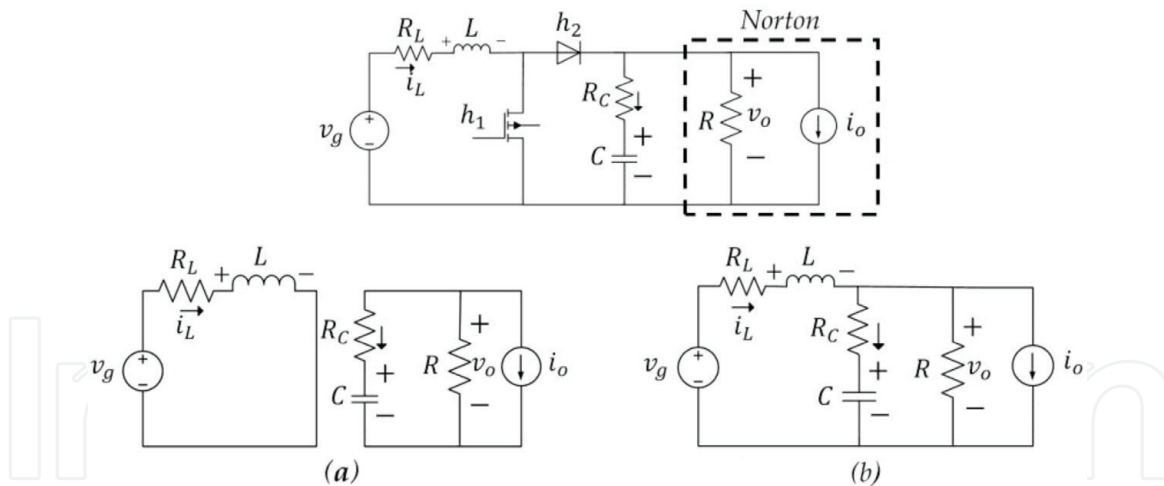 Norton
R_L + L - h_2
i_L
v_g + - h_1 R_C + C - R + v_o - i_o
R_L + L -
i_L
v_g + - R_C + C - R + v_o - i_o
(a)
R_L + L -
i_L
v_g + - R_C + C - R + v_o - i_o
(b)